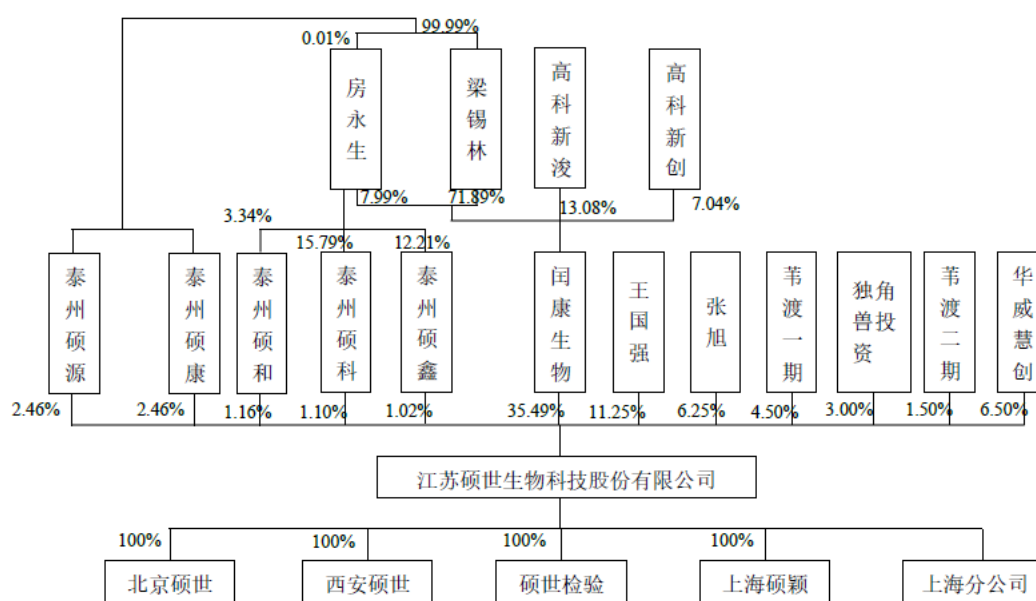 99.99%
0.01%
房永生
梁锡林
高科新浚
高科新创
7.99%
71.89%
13.08%
7.04%
3.34%
15.79%
12.21%
泰州硕源
泰州硕康
泰州硕和
泰州硕科
泰州硕鑫
闰康生物
王国强
张旭
苇渡一期
独角兽投资
苇渡二期
华威慧创
2.46%
2.46%
1.16%
1.10%
1.02%
35.49%
11.25%
6.25%
4.50%
3.00%
1.50%
6.50%
江苏硕世生物科技股份有限公司
100%
100%
100%
100%
北京硕世
西安硕世
硕世检验
上海硕颖
上海分公司